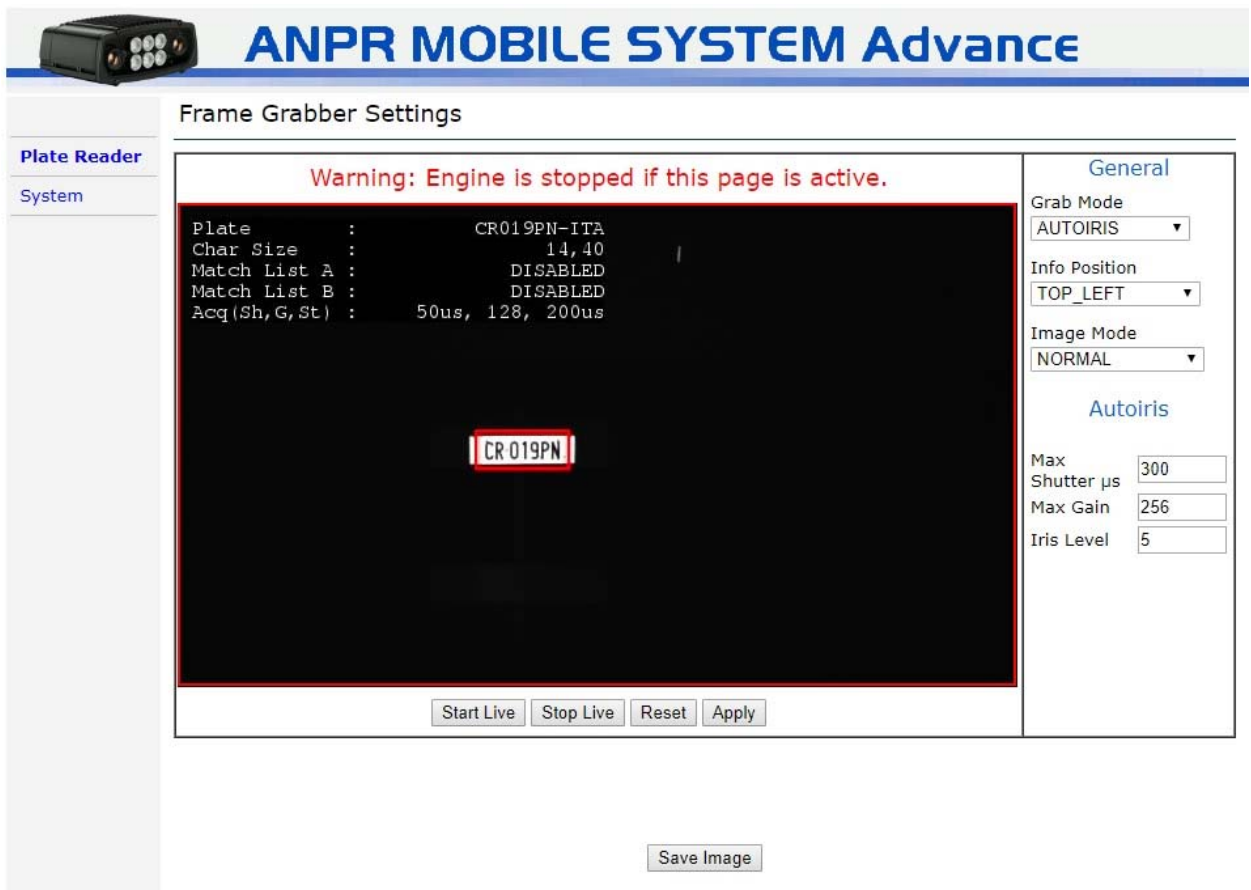 ANPR MOBILE SYSTEM Advance
Frame Grabber Settings
Plate Reader
System
Warning: Engine is stopped if this page is active.
Plate : CR019PN-ITA
Char Size : 14,40
Match List A : DISABLED
Match List B : DISABLED
Acq(Sh,G,St) : 50us, 128, 200us
CR 019PN
Start Live Stop Live Reset Apply
General
Grab Mode
AUTOIRIS
Info Position
TOP_LEFT
Image Mode
NORMAL
Autoiris
Max
Shutter µs 300
Max Gain 256
Iris Level 5
Save Image